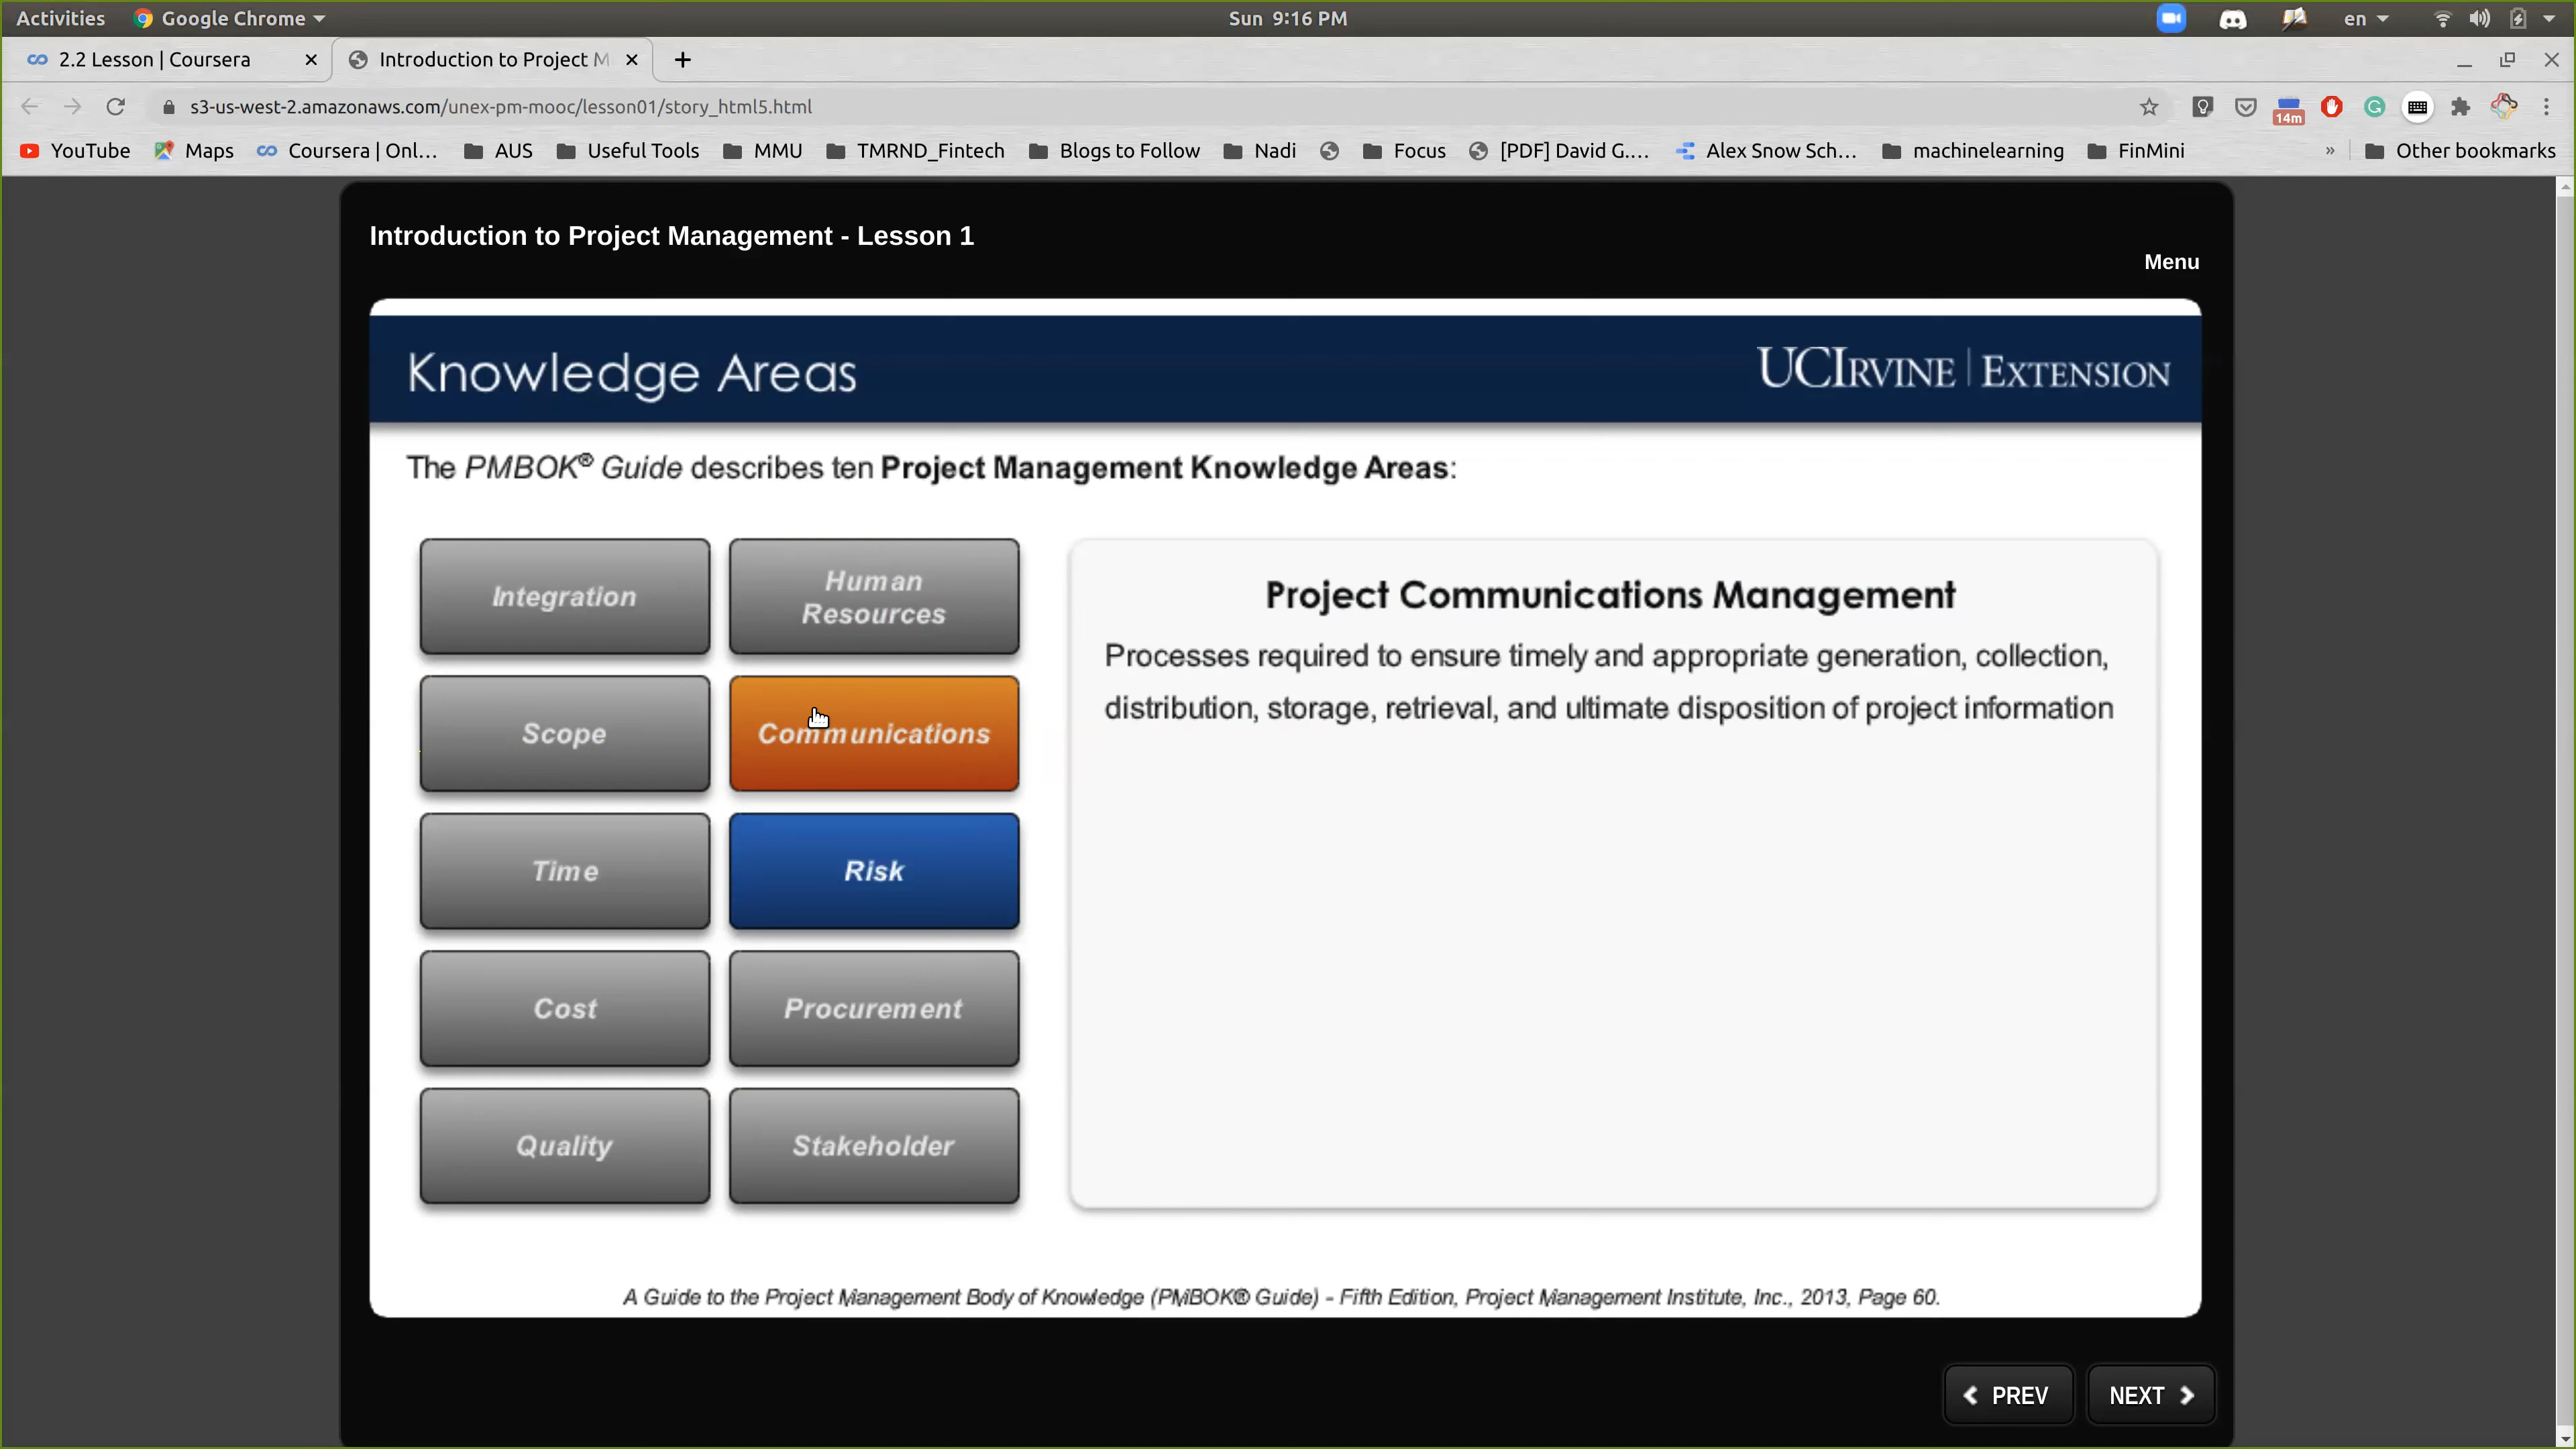 Activities Google Chrome Sun 9:16 PM en
2.2 Lesson | Coursera Introduction to Project M
s3-us-west-2.amazonaws.com/unex-pm-mooc/lesson01/story_html5.html 14m
YouTube Maps Coursera | Onl... AUS Useful Tools MMU TMRND_Fintech Blogs to Follow Nadi Focus [PDF] David G.... Alex Snow Sch... machinelearning FinMini » Other bookmarks
Introduction to Project Management - Lesson 1
Menu
Knowledge Areas
UCIRVINE | EXTENSION
The PMBOK® Guide describes ten Project Management Knowledge Areas:
Integration
Human
Resources
Scope
Communications
Time
Risk
Cost
Procurement
Quality
Stakeholder
Project Communications Management
Processes required to ensure timely and appropriate generation, collection,
distribution, storage, retrieval, and ultimate disposition of project information
A Guide to the Project Management Body of Knowledge (PMBOK® Guide) - Fifth Edition, Project Management Institute, Inc., 2013, Page 60.
PREV NEXT